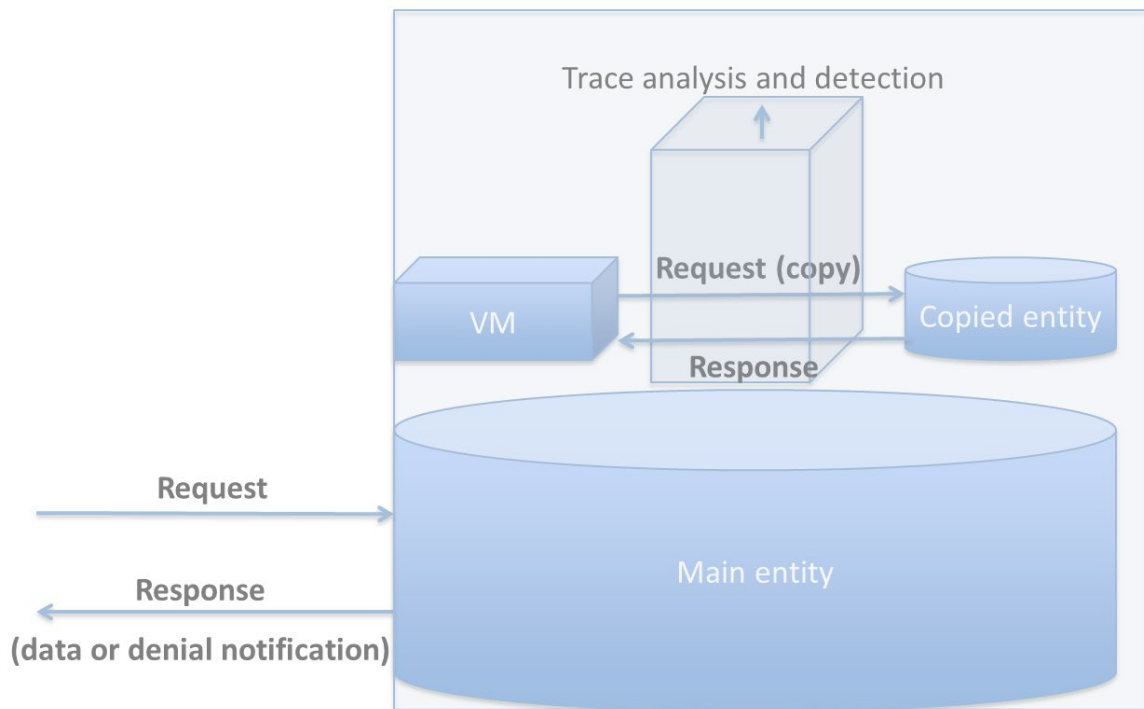 Trace analysis and detection
Request (copy)
VM
Copied entity
Response
Request
Main entity
Response
(data or denial notification)